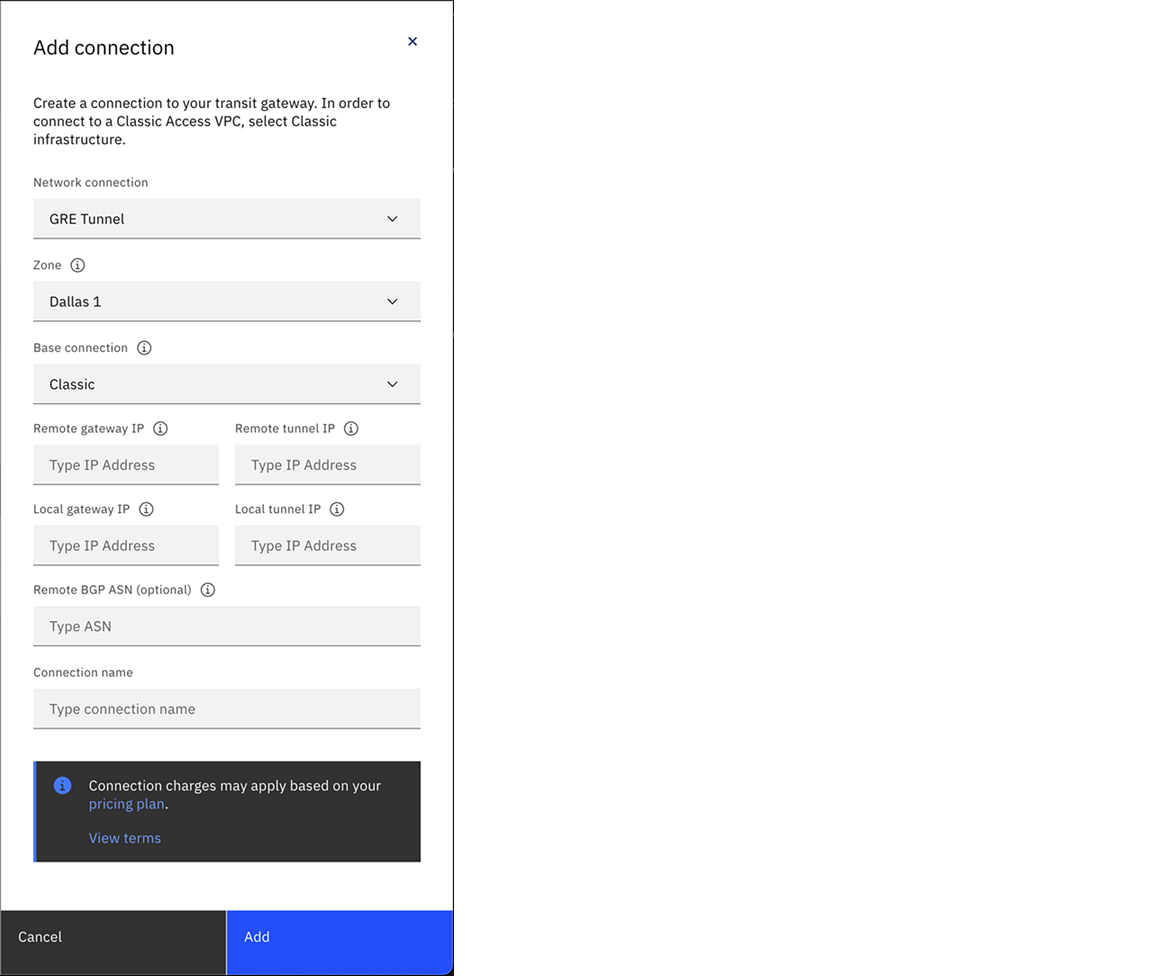 Add connection
Create a connection to your transit gateway. In order to
connect to a Classic Access VPC, select Classic
infrastructure.
Network connection
GRE Tunnel
Zone
Dallas 1
Base connection
Classic
Remote gateway IP
Remote tunnel IP
Type IP Address
Type IP Address
Local gateway IP
Local tunnel IP
Type IP Address
Type IP Address
Remote BGP ASN (optional)
Type ASN
Connection name
Type connection name
Connection charges may apply based on your
pricing plan.
View terms
Cancel
Add